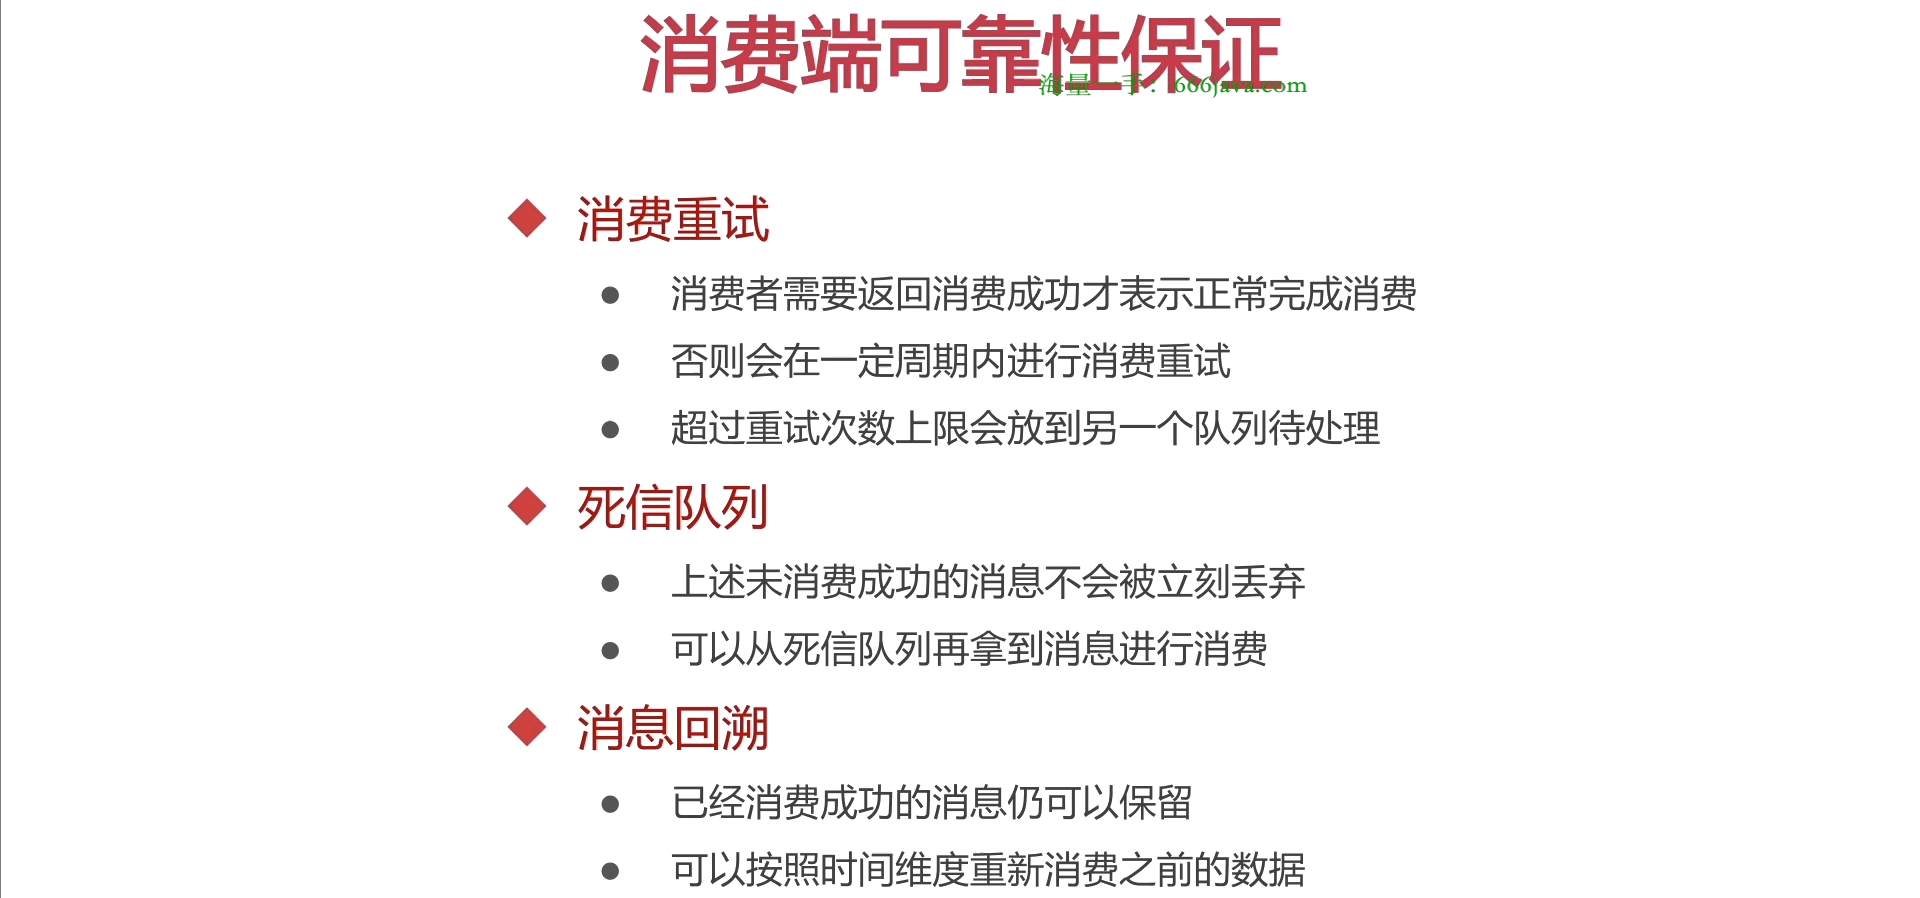 消费端可靠性保证
海量一手：666java.com
消费重试
消费者需要返回消费成功才表示正常完成消费
否则会在一定周期内进行消费重试
超过重试次数上限会放到另一个队列待处理
死信队列
上述未消费成功的消息不会被立刻丢弃
可以从死信队列再拿到消息进行消费
消息回溯
已经消费成功的消息仍可以保留
可以按照时间维度重新消费之前的数据